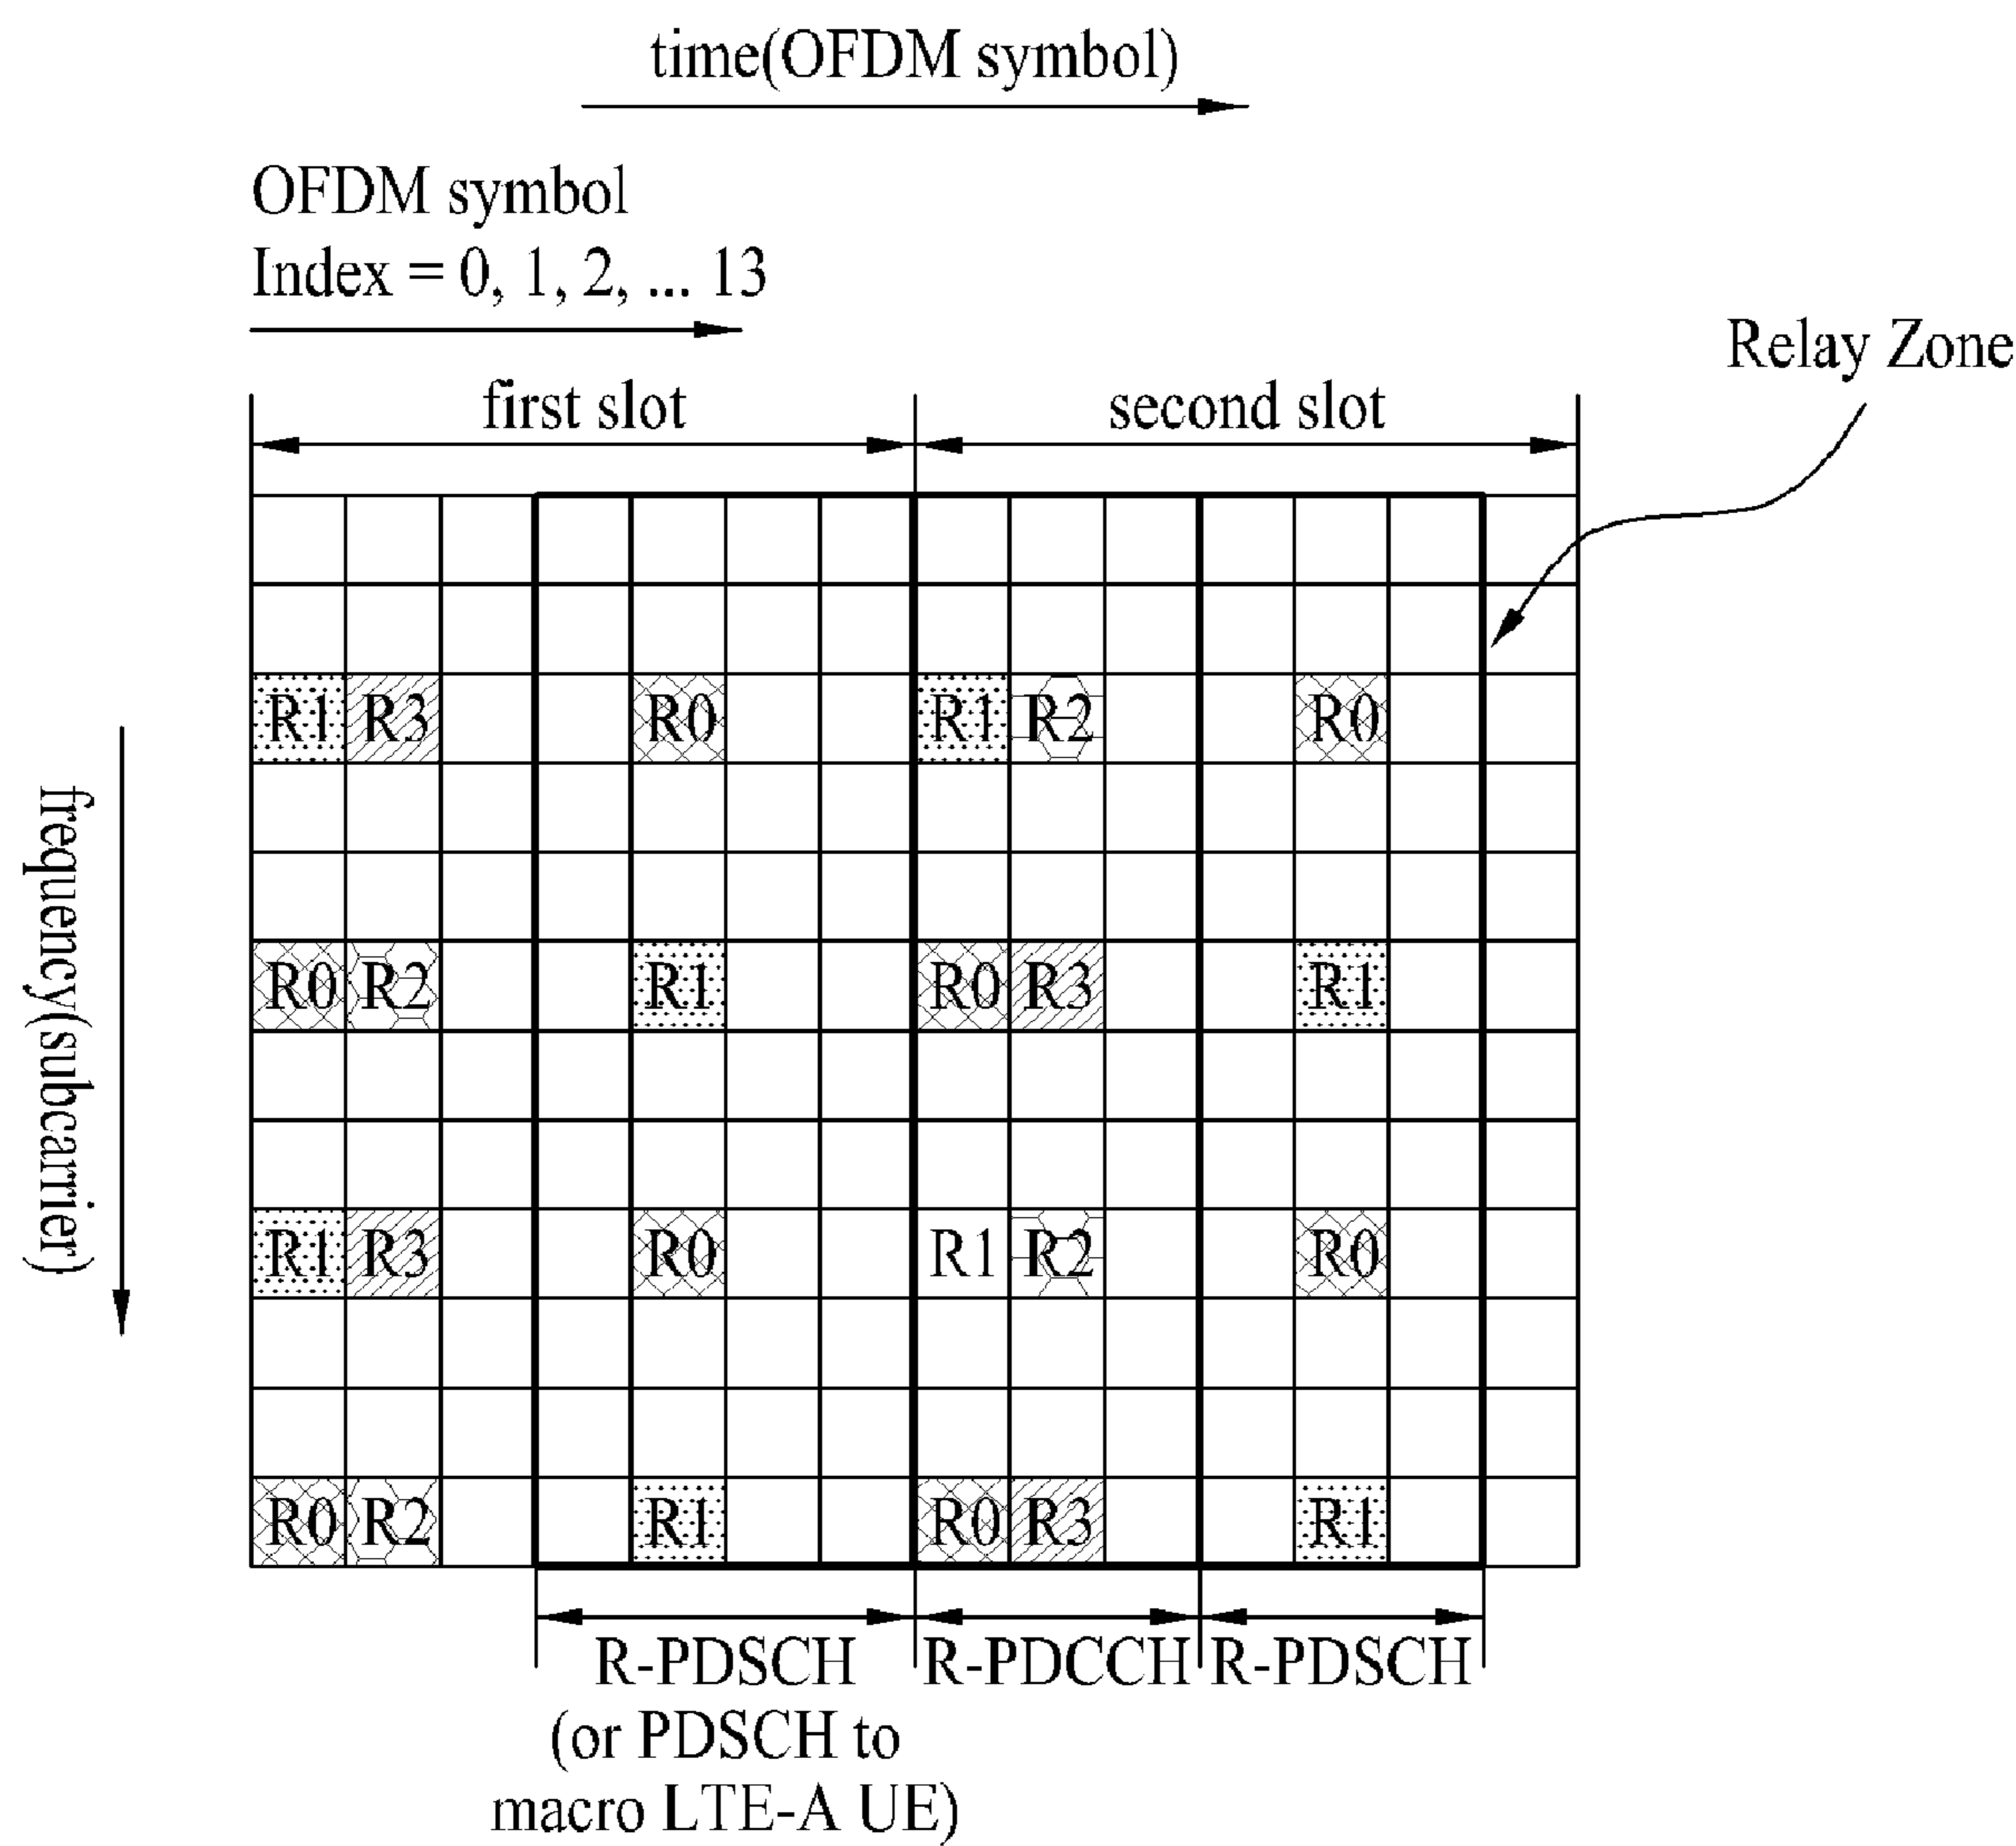 time(OFDM symbol)
OFDM symbol
Index = 0, 1, 2, ... 13
Relay Zone
first slot second slot
R1 R3 R0 R1 R2 R0
R0 R2 R1 R0 R3 R1
R1 R3 R0 R1 R2 R0
R0 R2 R1 R0 R3 R1
frequency(subcarrier)
R-PDSCH R-PDCCH R-PDSCH
(or PDSCH to
macro LTE-A UE)